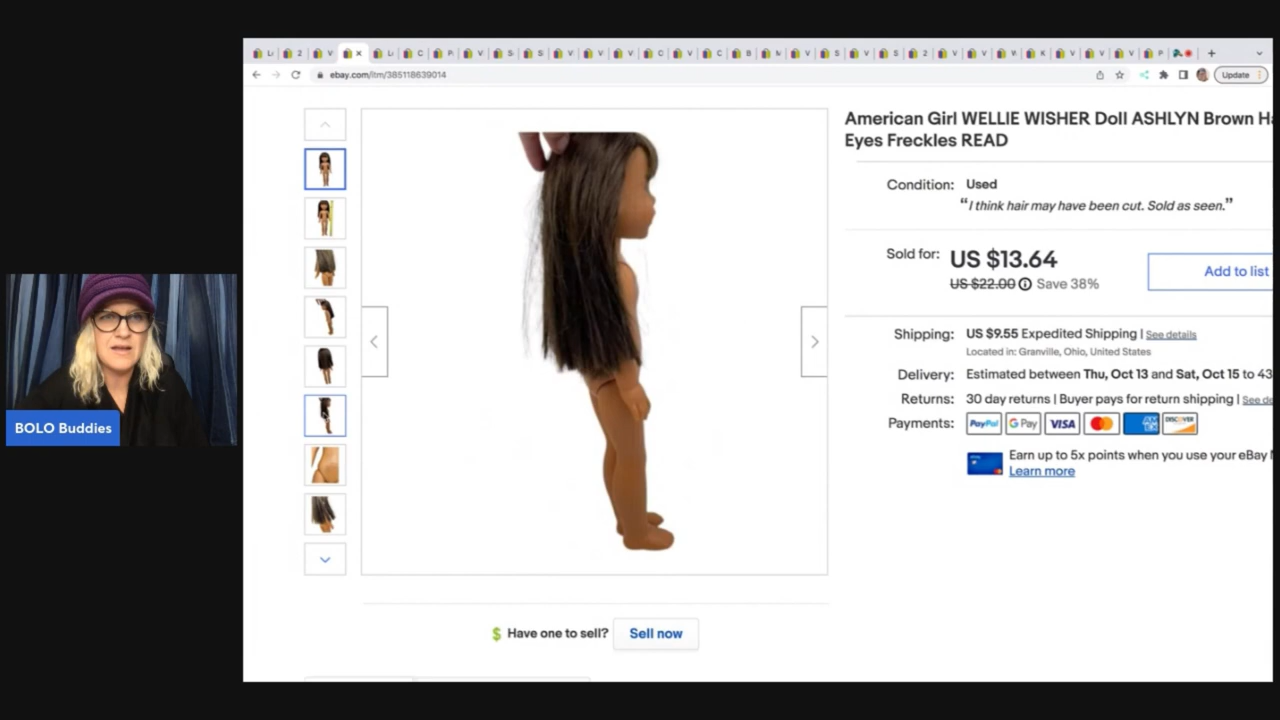 ebay.com/itm/385118639014
Update
American Girl WELLIE WISHER Doll ASHLYN Brown Ha
Eyes Freckles READ
Condition: Used
“I think hair may have been cut. Sold as seen.”
Sold for: US $13.64
US $22.00 Save 38%
Add to list
Shipping: US $9.55 Expedited Shipping | See details
Located in: Granville, Ohio, United States
Delivery: Estimated between Thu, Oct 13 and Sat, Oct 15 to 43
Returns: 30 day returns | Buyer pays for return shipping | See de
Payments: PayPal G Pay VISA DISCOVER
Earn up to 5x points when you use your eBay M
Learn more
BOLO Buddies
$ Have one to sell? Sell now